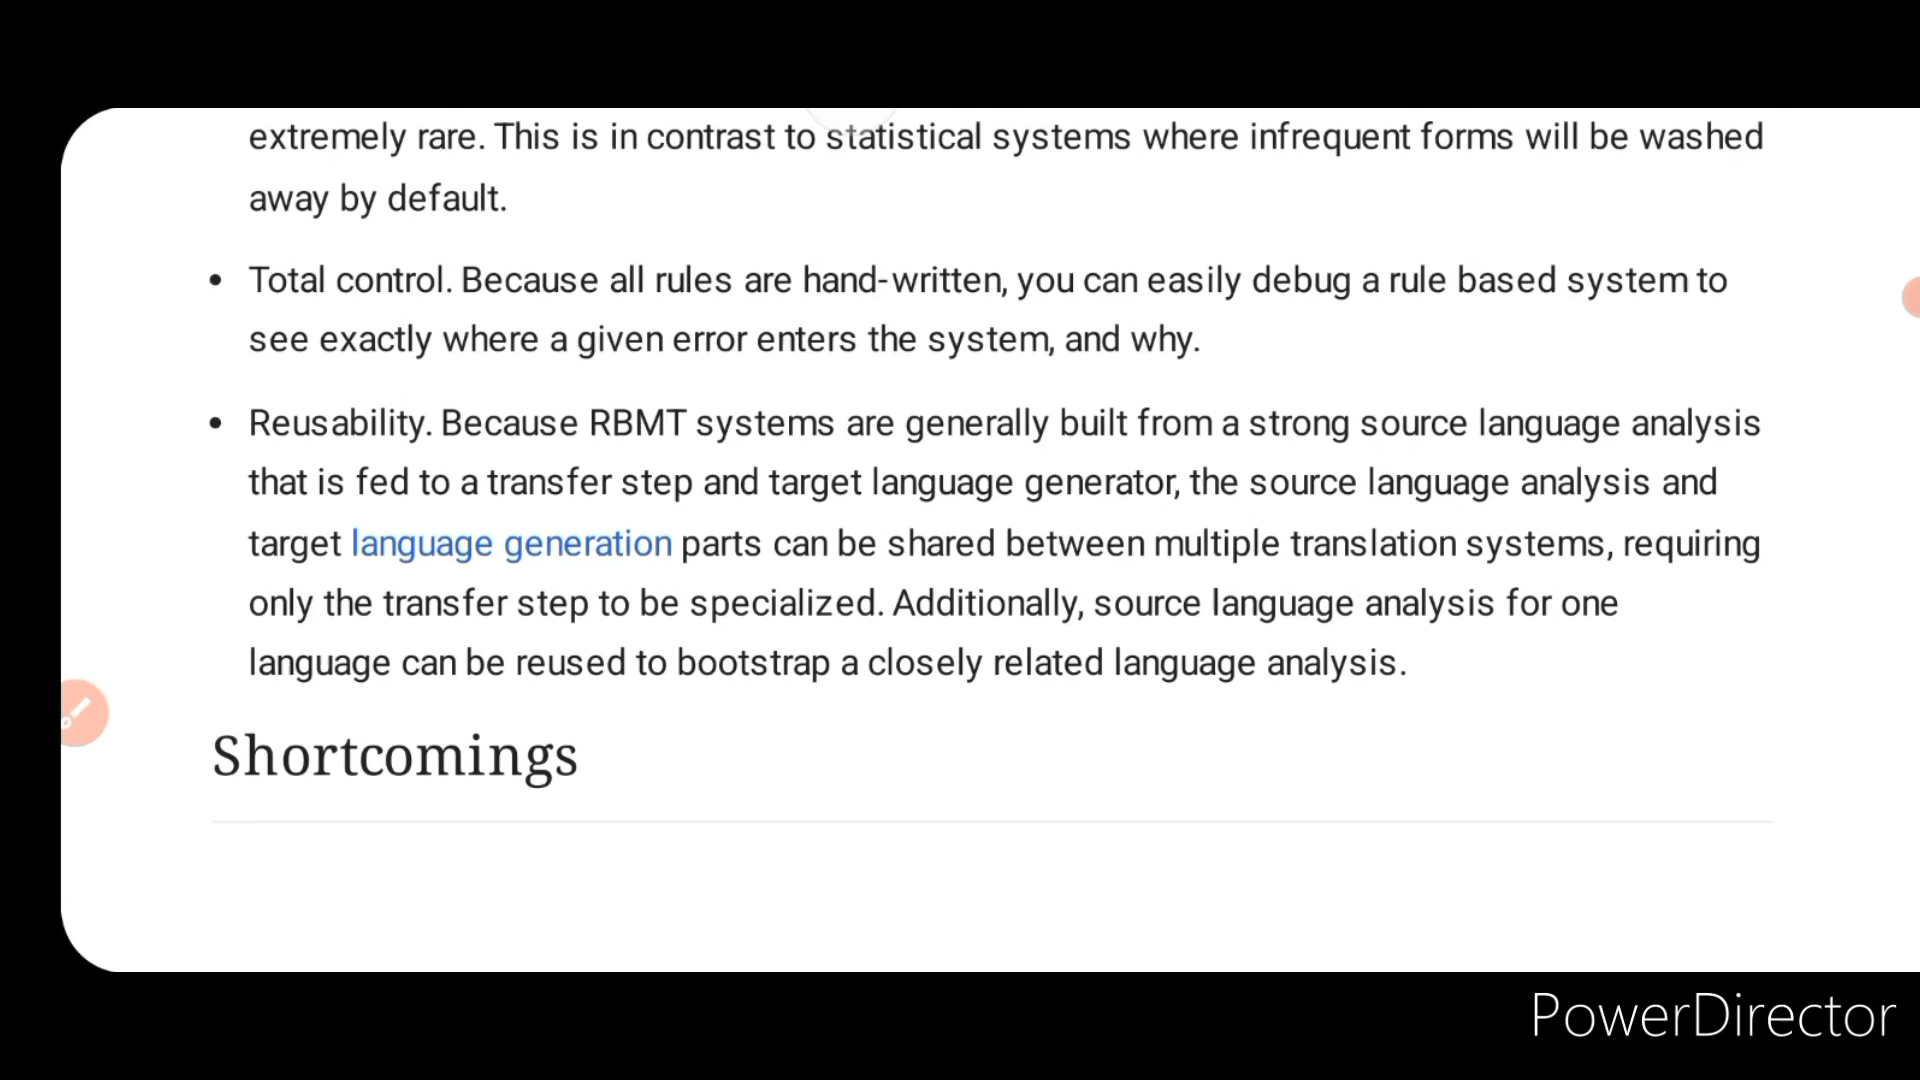 extremely rare. This is in contrast to statistical systems where infrequent forms will be washed
away by default.
• Total control. Because all rules are hand-written, you can easily debug a rule based system to
see exactly where a given error enters the system, and why.
• Reusability. Because RBMT systems are generally built from a strong source language analysis
that is fed to a transfer step and target language generator, the source language analysis and
target language generation parts can be shared between multiple translation systems, requiring
only the transfer step to be specialized. Additionally, source language analysis for one
language can be reused to bootstrap a closely related language analysis.
Shortcomings
PowerDirector